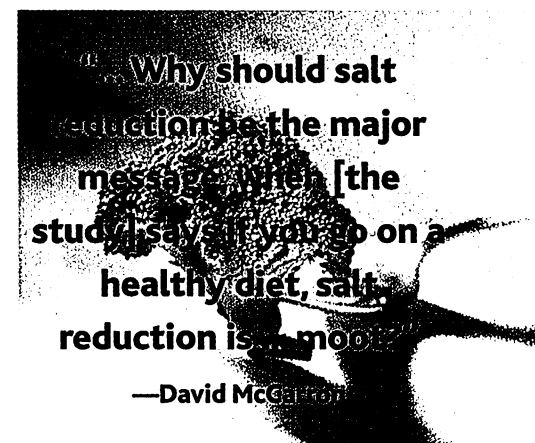 "...Why should salt
reduction be the major
message, when [the
study] says if you go on a
healthy diet, salt
reduction is moot?"
—David McCarron